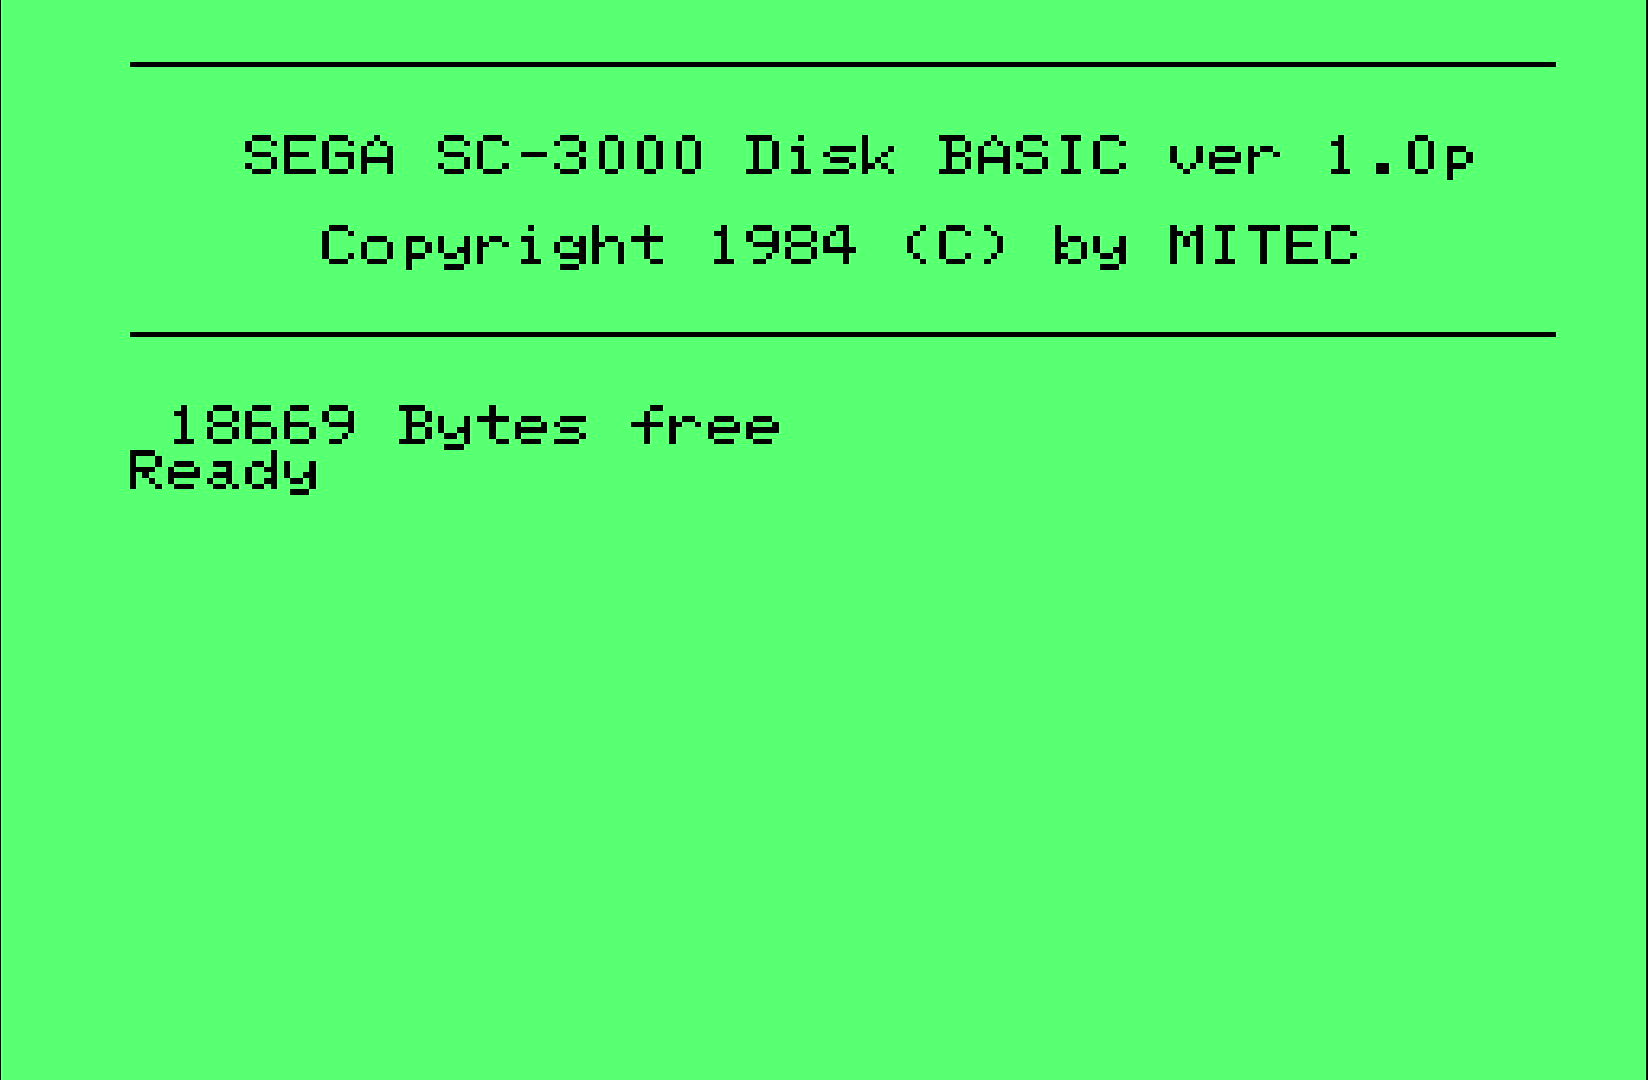 SEGA SC-3000 Disk BASIC ver 1.0p
Copyright 1984 (C) by MITEC
18669 Bytes free
Ready